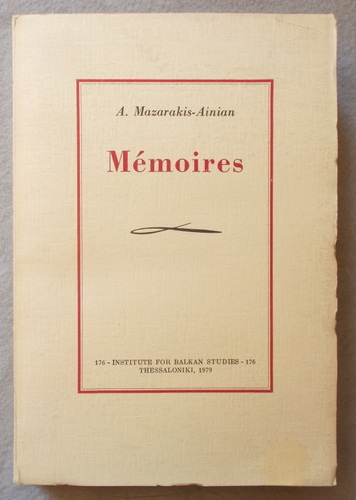 A. Mazarakis-Ainian
Mémoires
176 - INSTITUTE FOR BALKAN STUDIES - 176
THESSALONIKI, 1979